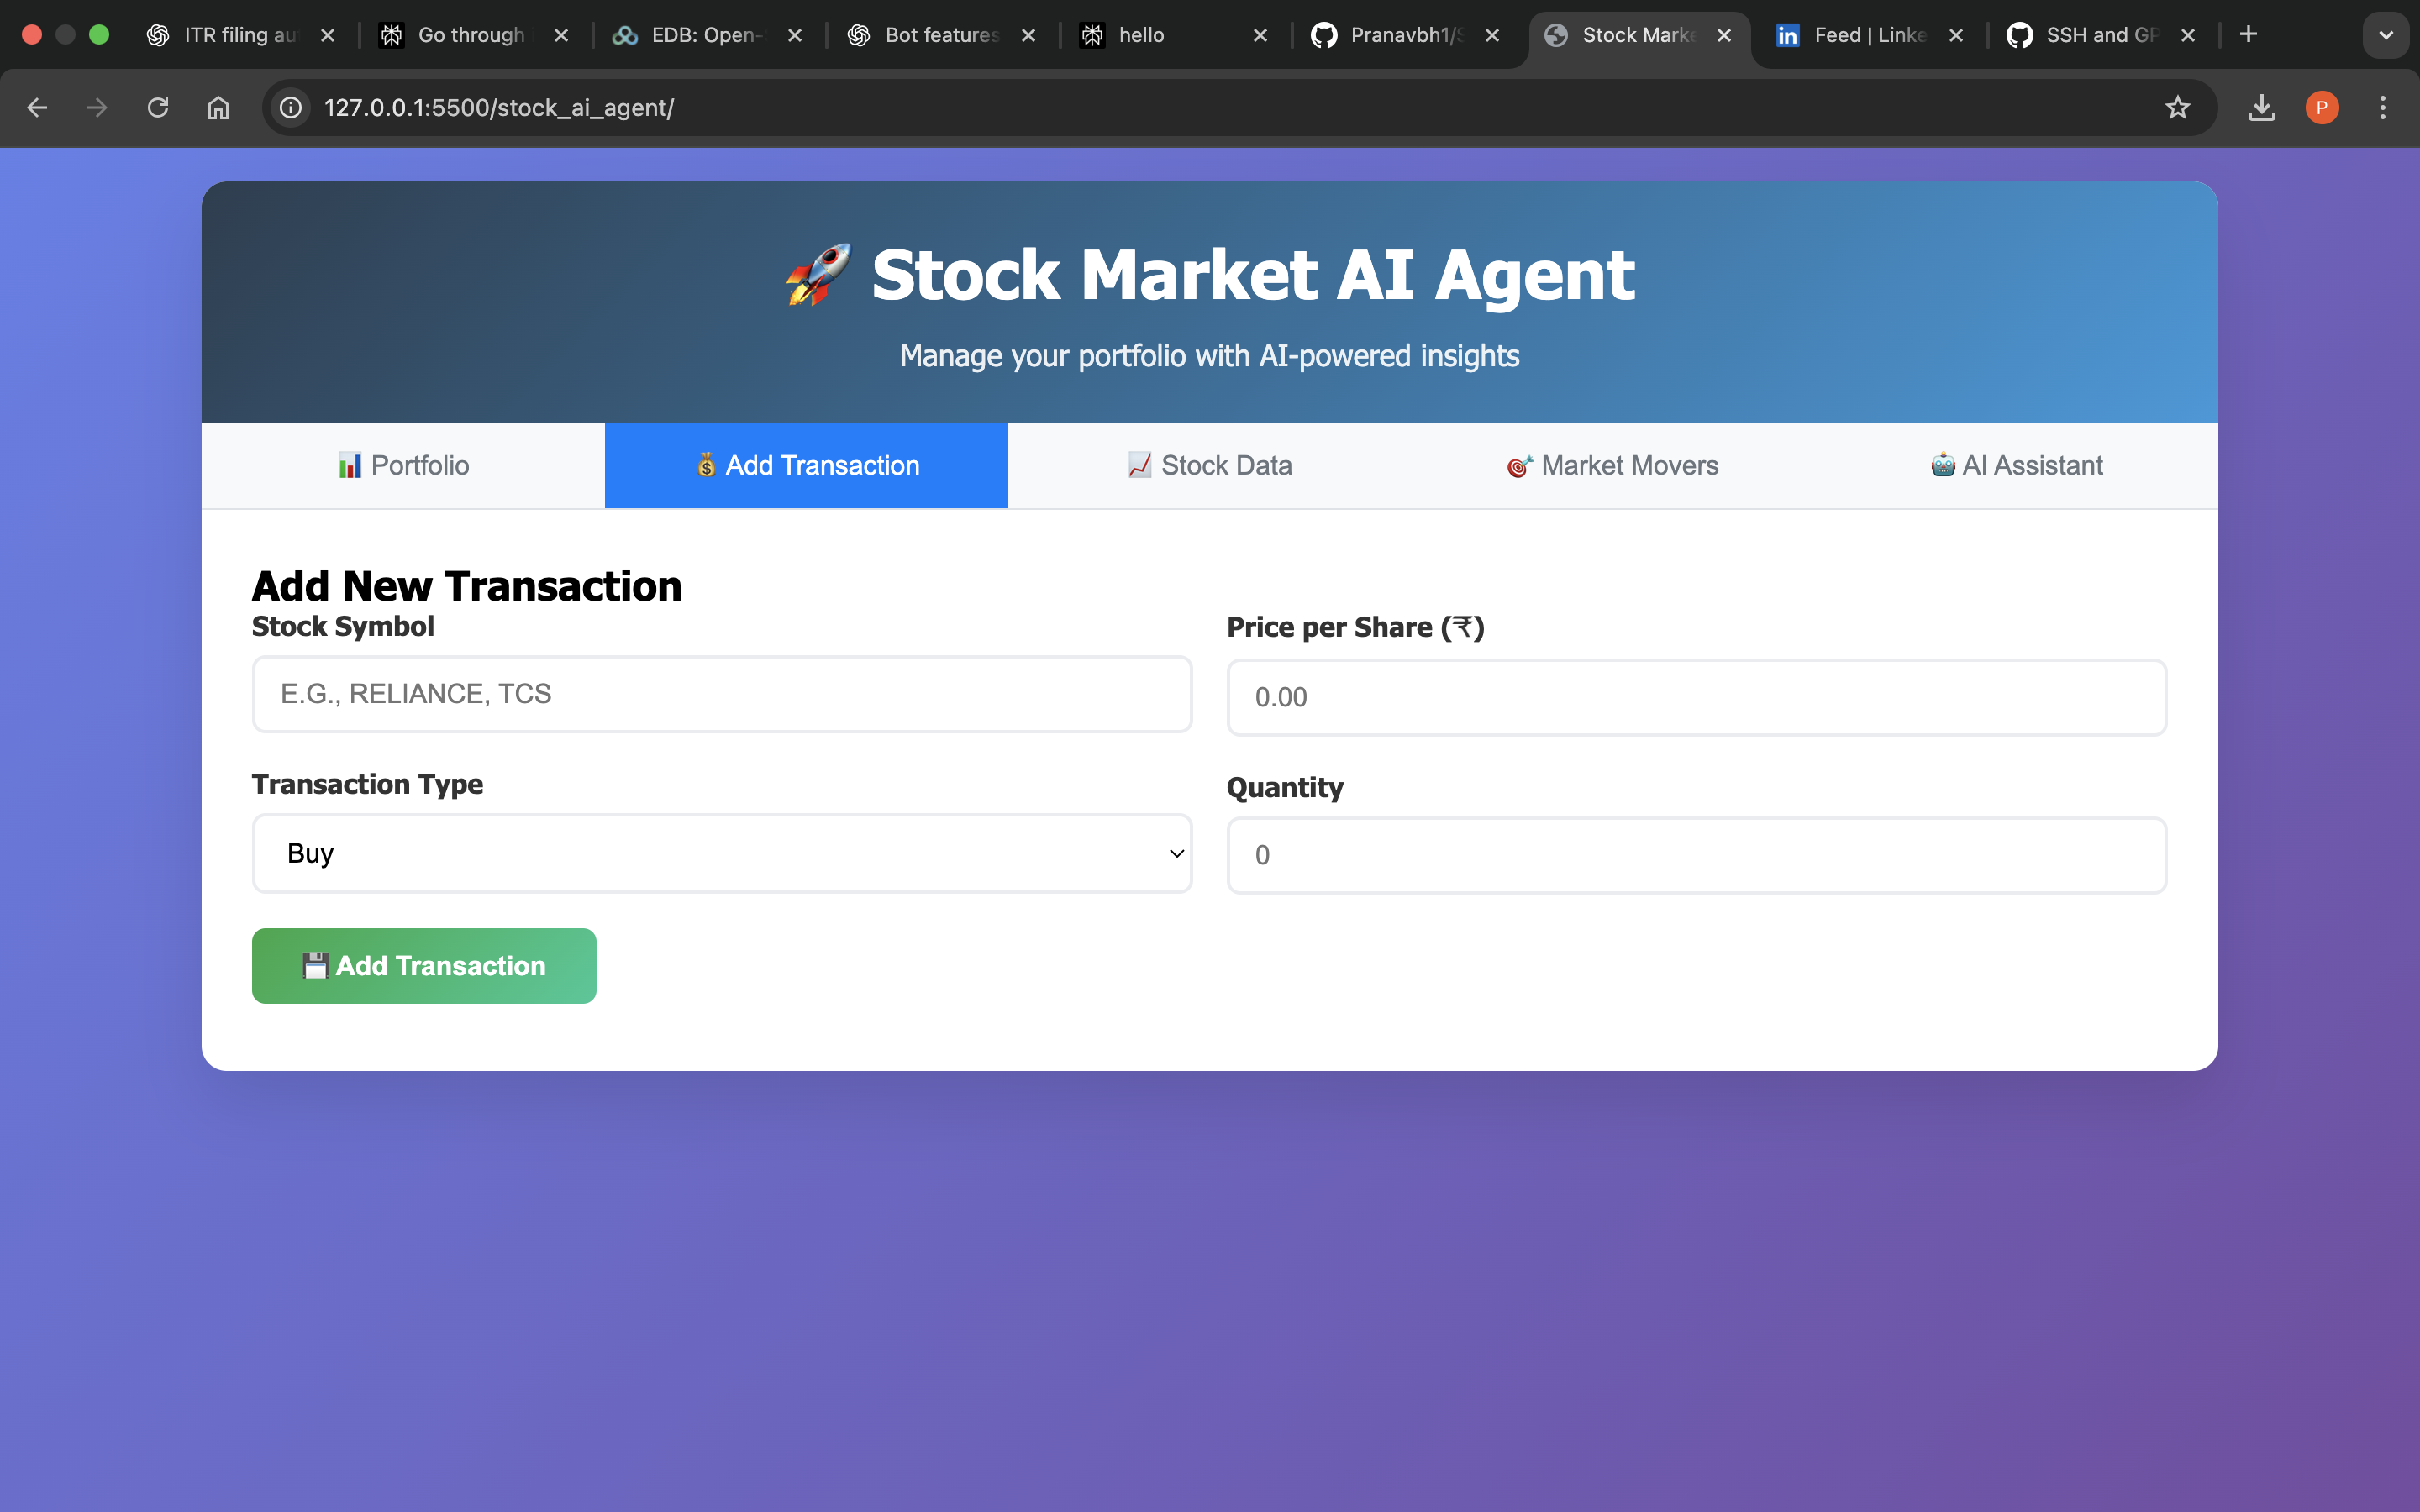 ITR filing au
Go through
EDB: Open-
Bot features
hello
Pranavbh1/S
Stock Marke
Feed | Linke
SSH and GP
127.0.0.1:5500/stock_ai_agent/
P
🚀 Stock Market AI Agent
Manage your portfolio with AI-powered insights
📊 Portfolio
💰 Add Transaction
📈 Stock Data
🎯 Market Movers
🤖 AI Assistant
Add New Transaction
Stock Symbol
E.G., RELIANCE, TCS
Price per Share (₹)
0.00
Transaction Type
Buy
Quantity
0
💾 Add Transaction